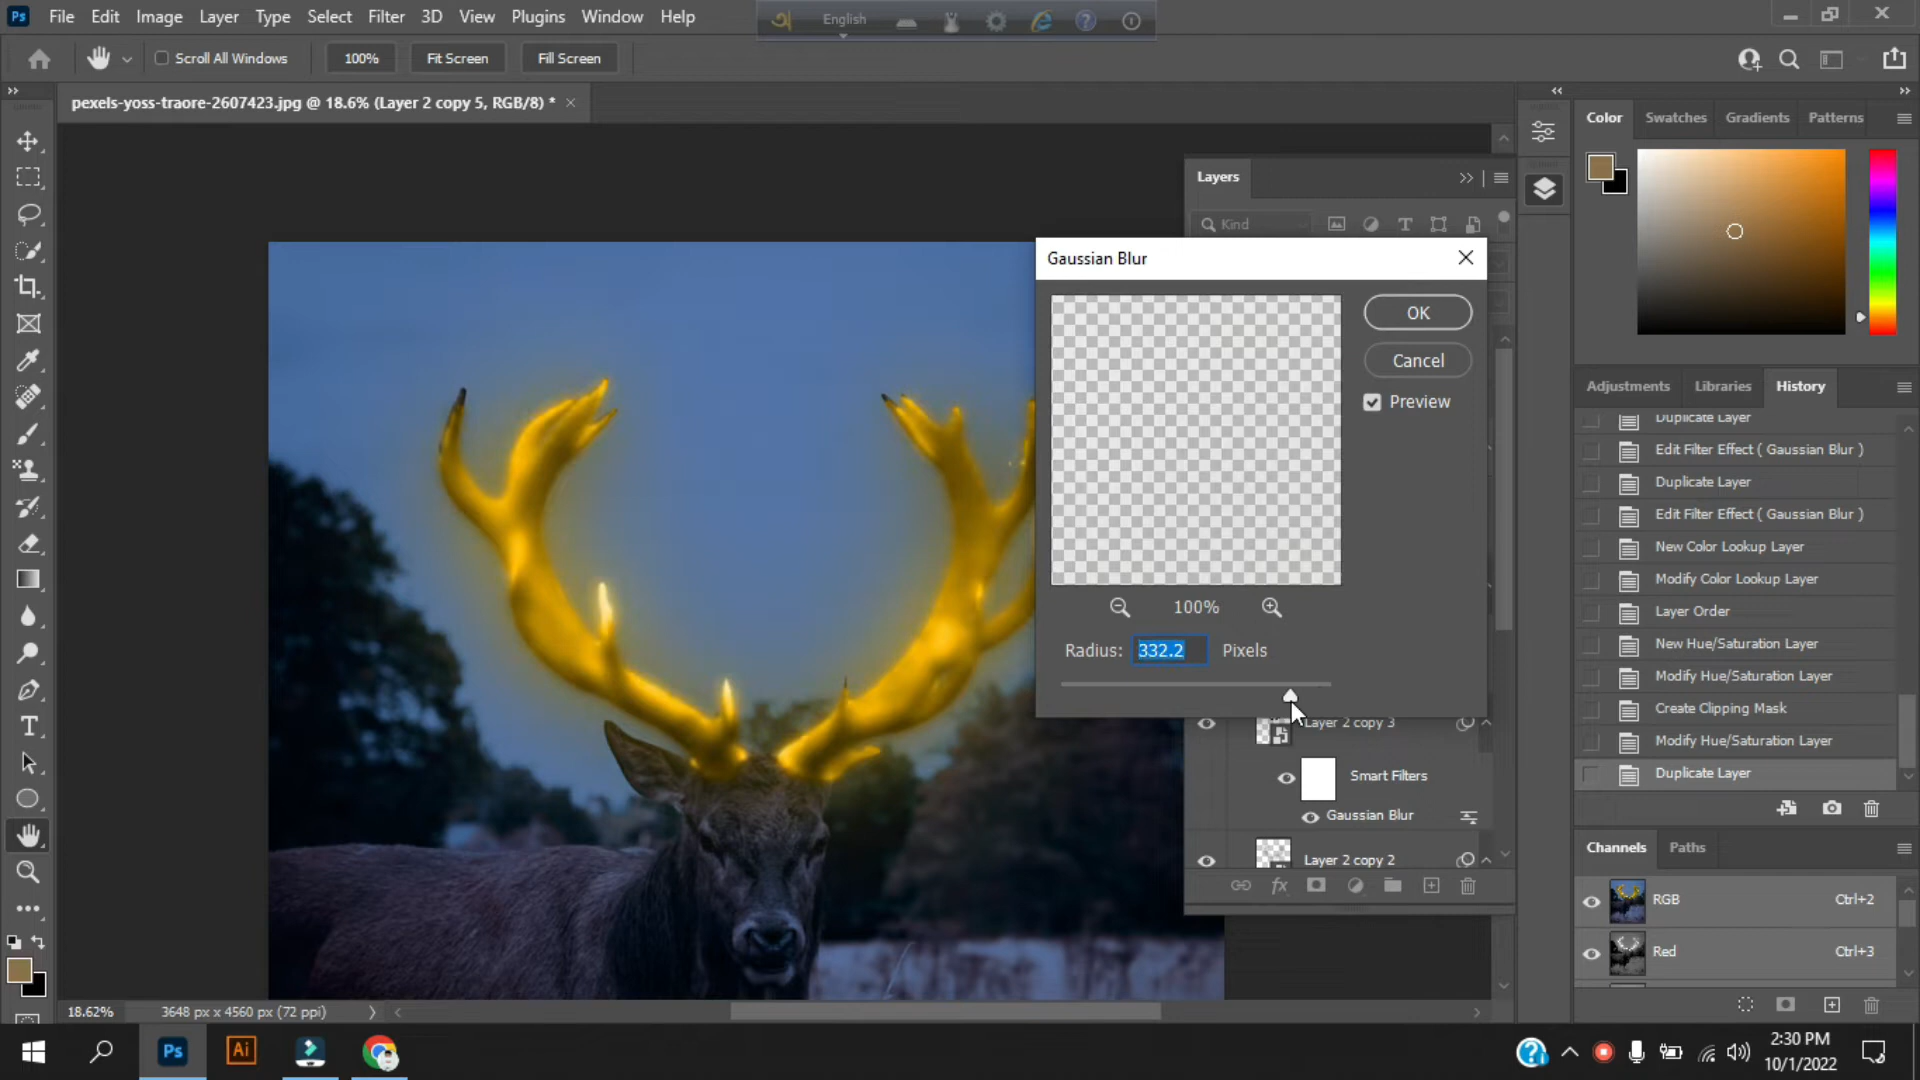 Ps File Edit Image Layer Type Select Filter 3D View Plugins Window Help
অ English
Scroll All Windows 100% Fit Screen Fill Screen
pexels-yoss-traore-2607423.jpg @ 18.6% (Layer 2 copy 5, RGB/8) * ×
Color Swatches Gradients Patterns
Layers
Kind
Gaussian Blur
OK
Cancel
Preview
100%
Radius: 332.2 Pixels
Layer 2 copy 3
Smart Filters
Gaussian Blur
Layer 2 copy 2
fx
Adjustments Libraries History
Duplicate Layer
Edit Filter Effect ( Gaussian Blur )
Duplicate Layer
Edit Filter Effect ( Gaussian Blur )
New Color Lookup Layer
Modify Color Lookup Layer
Layer Order
New Hue/Saturation Layer
Modify Hue/Saturation Layer
Create Clipping Mask
Modify Hue/Saturation Layer
Duplicate Layer
Channels Paths
RGB Ctrl+2
Red Ctrl+3
18.62% 3648 px x 4560 px (72 ppi)
Ps Ai
2:30 PM
10/1/2022